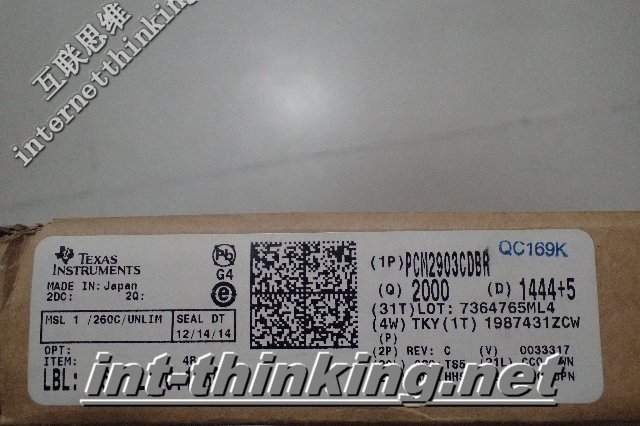 互联思维
internetthinking
TEXAS
INSTRUMENTS
MADE IN: Japan
2DC: 2Q:
MSL 1 /260C/UNLIM
SEAL DT
12/14/14
OPT:
ITEM:
LBL:
Pb
G4
e
(1P) PCM2903CDBR
QC169K
(Q) 2000 (D) 1444+5
(31T) LOT: 7364765ML4
(4W) TKY (1T) 1987431ZCW
(P)
(2P) REV: C (V) 0033317
int-thinking.net